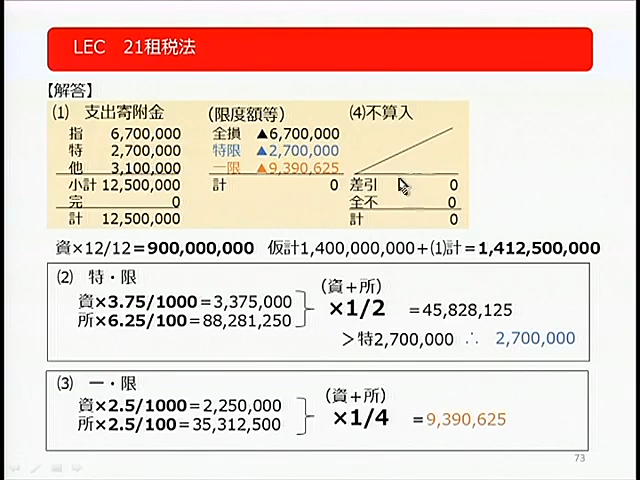 LEC 21租税法
【解答】
(1) 支出寄附金 (限度額等) (4)不算入
指 6,700,000 全損 ▲6,700,000
特 2,700,000 特限 ▲2,700,000
他 3,100,000 一限 ▲9,390,625
小計 12,500,000 計 0 差引 0
完 0 全不 0
計 12,500,000 計 0
資×12/12＝900,000,000 仮計1,400,000,000＋(1)計＝1,412,500,000
(2) 特・限
(資＋所)
資×3.75/1000＝3,375,000
所×6.25/100＝88,281,250
×1/2 ＝45,828,125
＞特2,700,000 ∴ 2,700,000
(3) 一・限
(資＋所)
資×2.5/1000＝2,250,000
所×2.5/100＝35,312,500
×1/4 ＝9,390,625
73